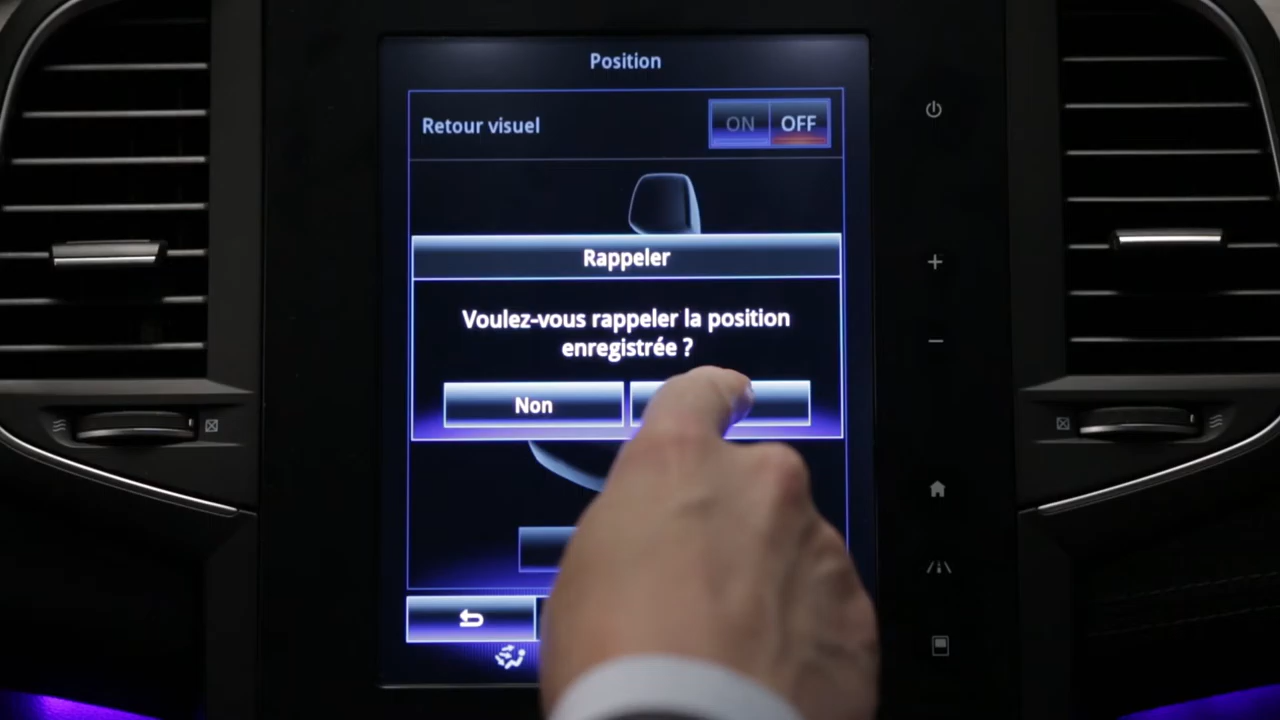 Position
Retour visuel
ON OFF
Rappeler
Voulez-vous rappeler la position
enregistrée ?
Non